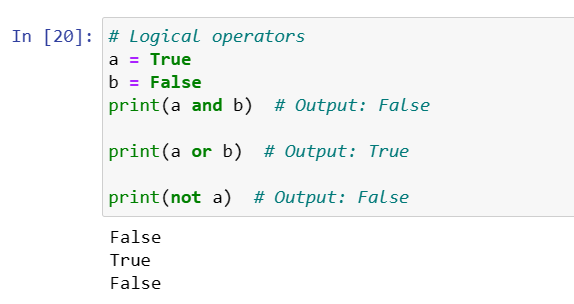 In [20]: # Logical operators
a = True
b = False
print(a and b)  # Output: False
print(a or b)  # Output: True
print(not a)  # Output: False
False
True
False